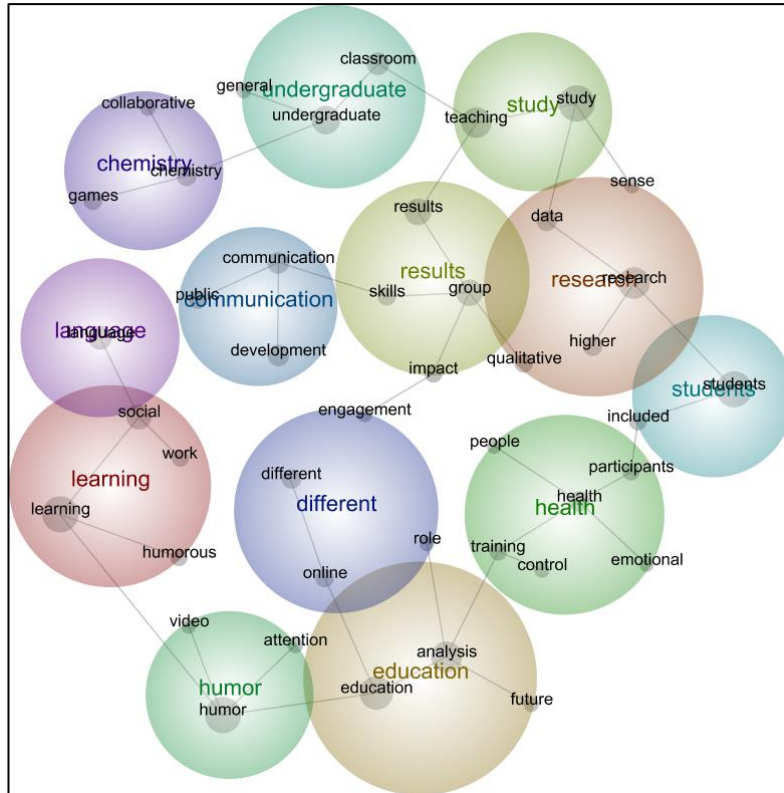 classroom
general
undergraduate
undergraduate
collaborative
chemistry
chemistry
games
study
study
teaching
sense
results
data
communication
results
research
research
public
communication
skills
group
language
language
development
higher
qualitative
impact
students
students
social
engagement
included
work
people
learning
different
participants
learning
different
health
health
humorous
role
training
control
emotional
online
video
attention
analysis
education
humor
humor
education
future